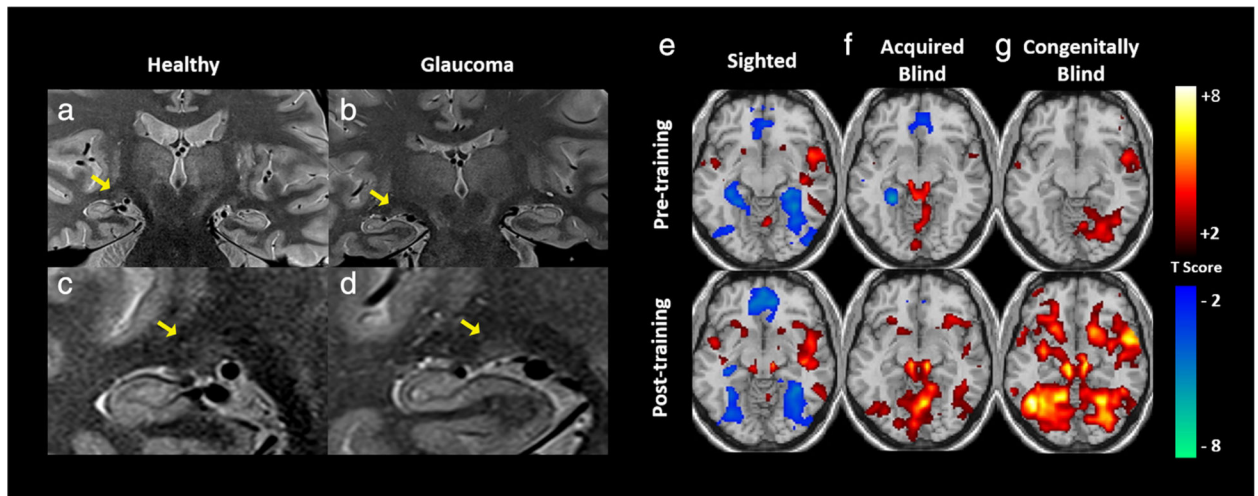 Healthy
Glaucoma
a
b
c
d
e
Sighted
f
Acquired
Blind
g
Congenitally
Blind
Pre-training
Post-training
+8
+2
T Score
- 2
- 8